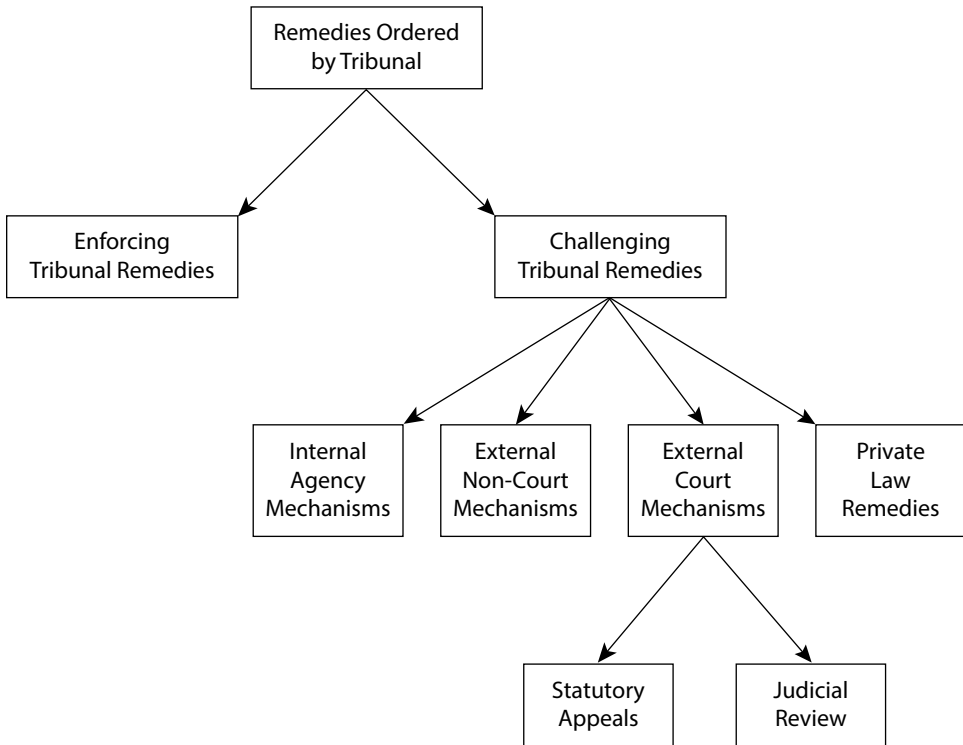 Remedies Ordered
by Tribunal
Enforcing
Tribunal Remedies
Challenging
Tribunal Remedies
Internal
Agency
Mechanisms
External
Non-Court
Mechanisms
External
Court
Mechanisms
Private
Law
Remedies
Statutory
Appeals
Judicial
Review